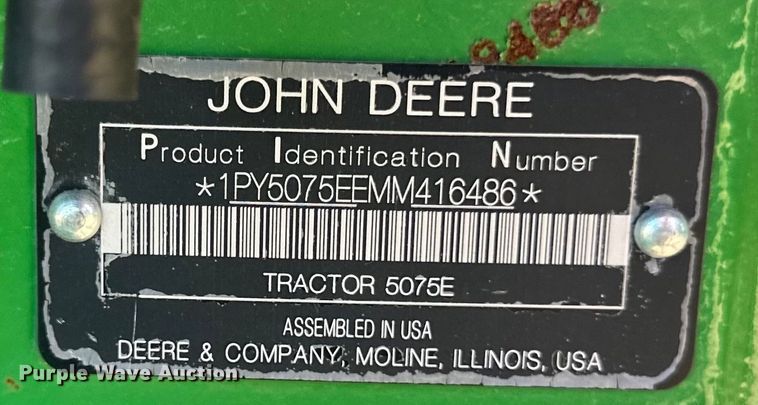 JOHN DEERE
Product Identification Number
*1PY5075EEMM416486*
TRACTOR 5075E
ASSEMBLED IN USA
DEERE & COMPANY, MOLINE, ILLINOIS, USA
Purple Wave Auction